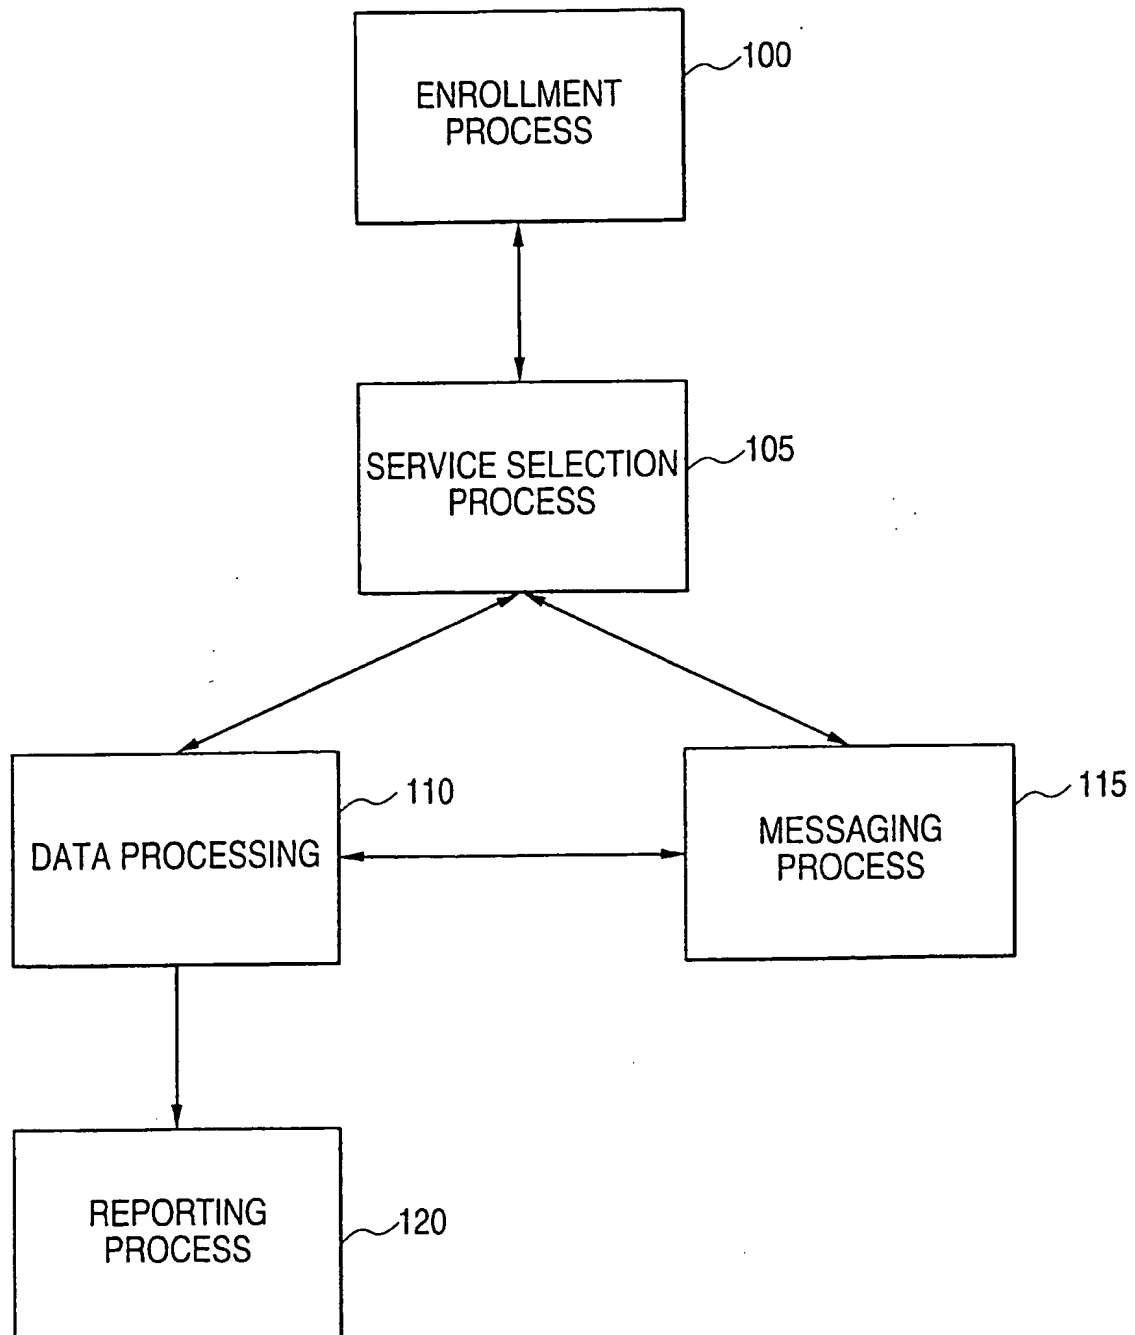 ENROLLMENT
PROCESS
100
SERVICE SELECTION
PROCESS
105
DATA PROCESSING
110
MESSAGING
PROCESS
115
REPORTING
PROCESS
120